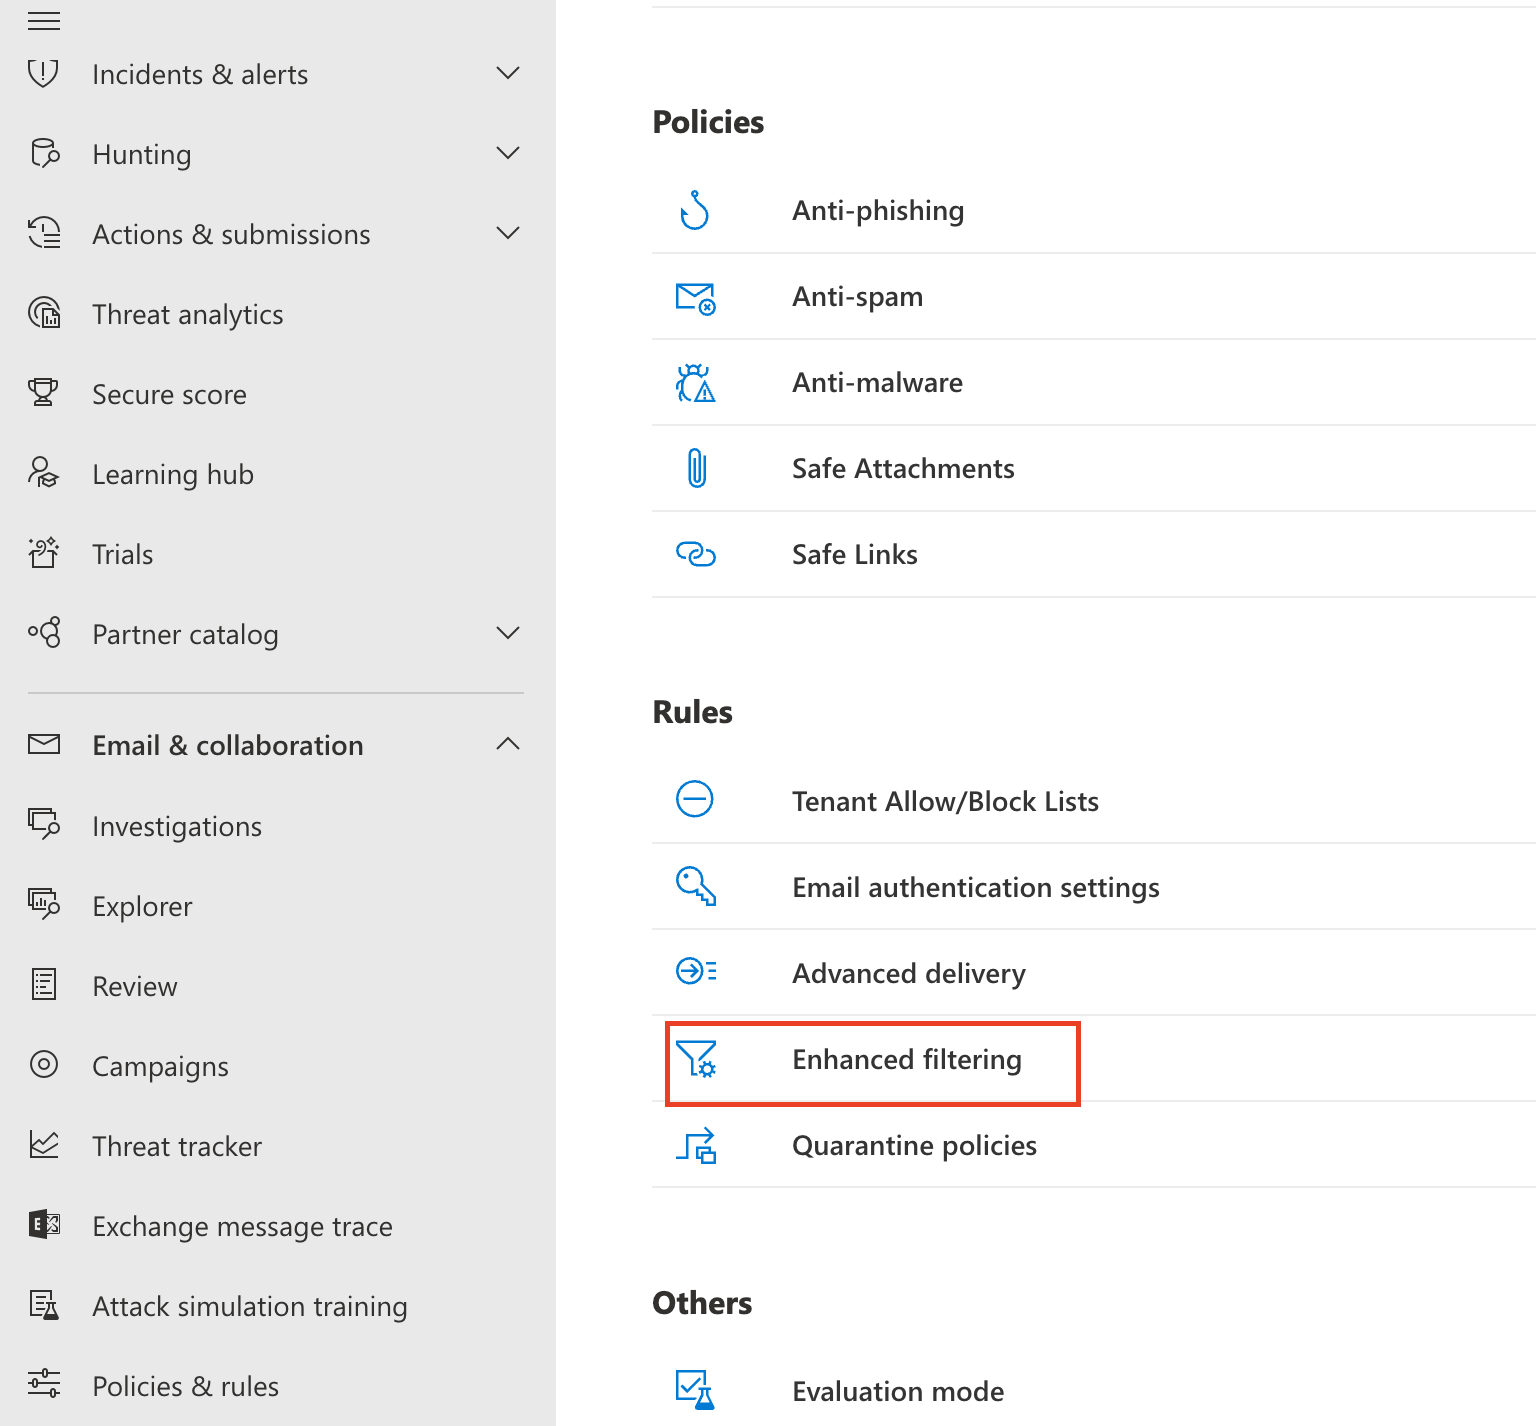 Incidents & alerts
Hunting
Actions & submissions
Threat analytics
Secure score
Learning hub
Trials
Partner catalog
Email & collaboration
Investigations
Explorer
Review
Campaigns
Threat tracker
Exchange message trace
Attack simulation training
Policies & rules
Policies
Anti-phishing
Anti-spam
Anti-malware
Safe Attachments
Safe Links
Rules
Tenant Allow/Block Lists
Email authentication settings
Advanced delivery
Enhanced filtering
Quarantine policies
Others
Evaluation mode